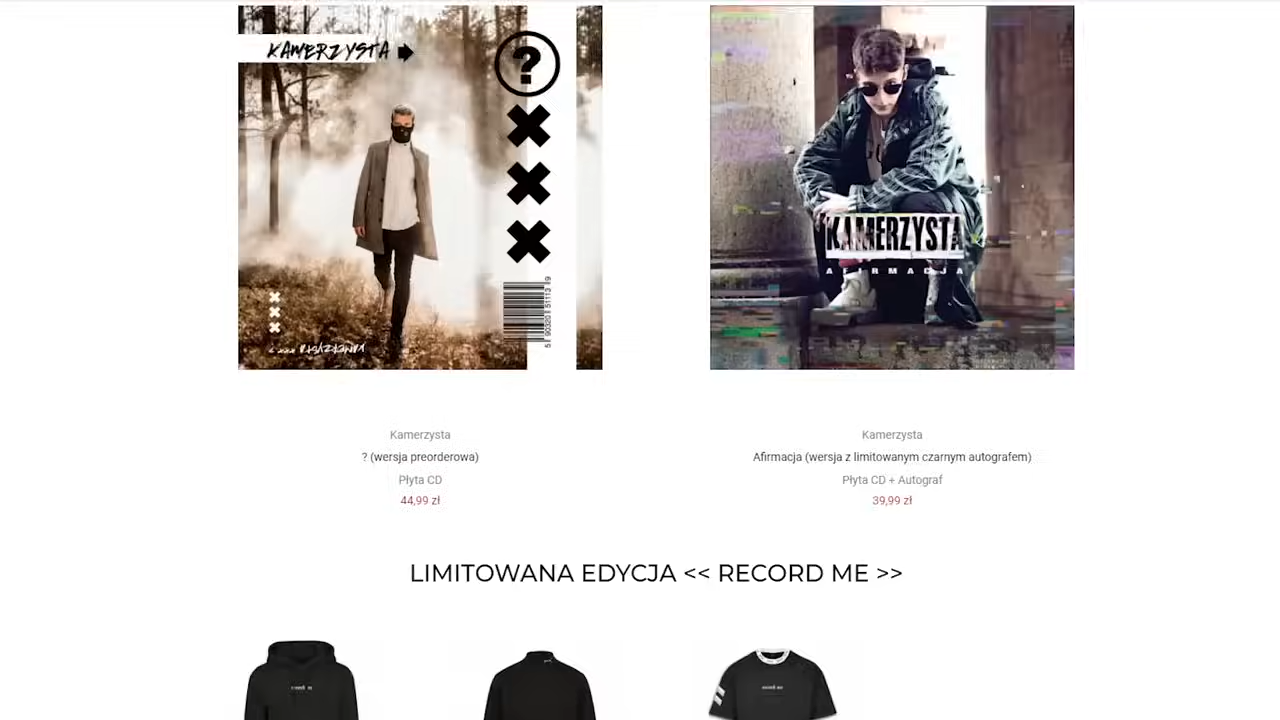 KAMERZYSTA
?
KAMERZYSTA
AFIRMACJA
Kamerzysta
? (wersja preorderowa)
Płyta CD
44,99 zł
Kamerzysta
Afirmacja (wersja z limitowanym czarnym autografem)
Płyta CD + Autograf
39,99 zł
LIMITOWANA EDYCJA << RECORD ME >>